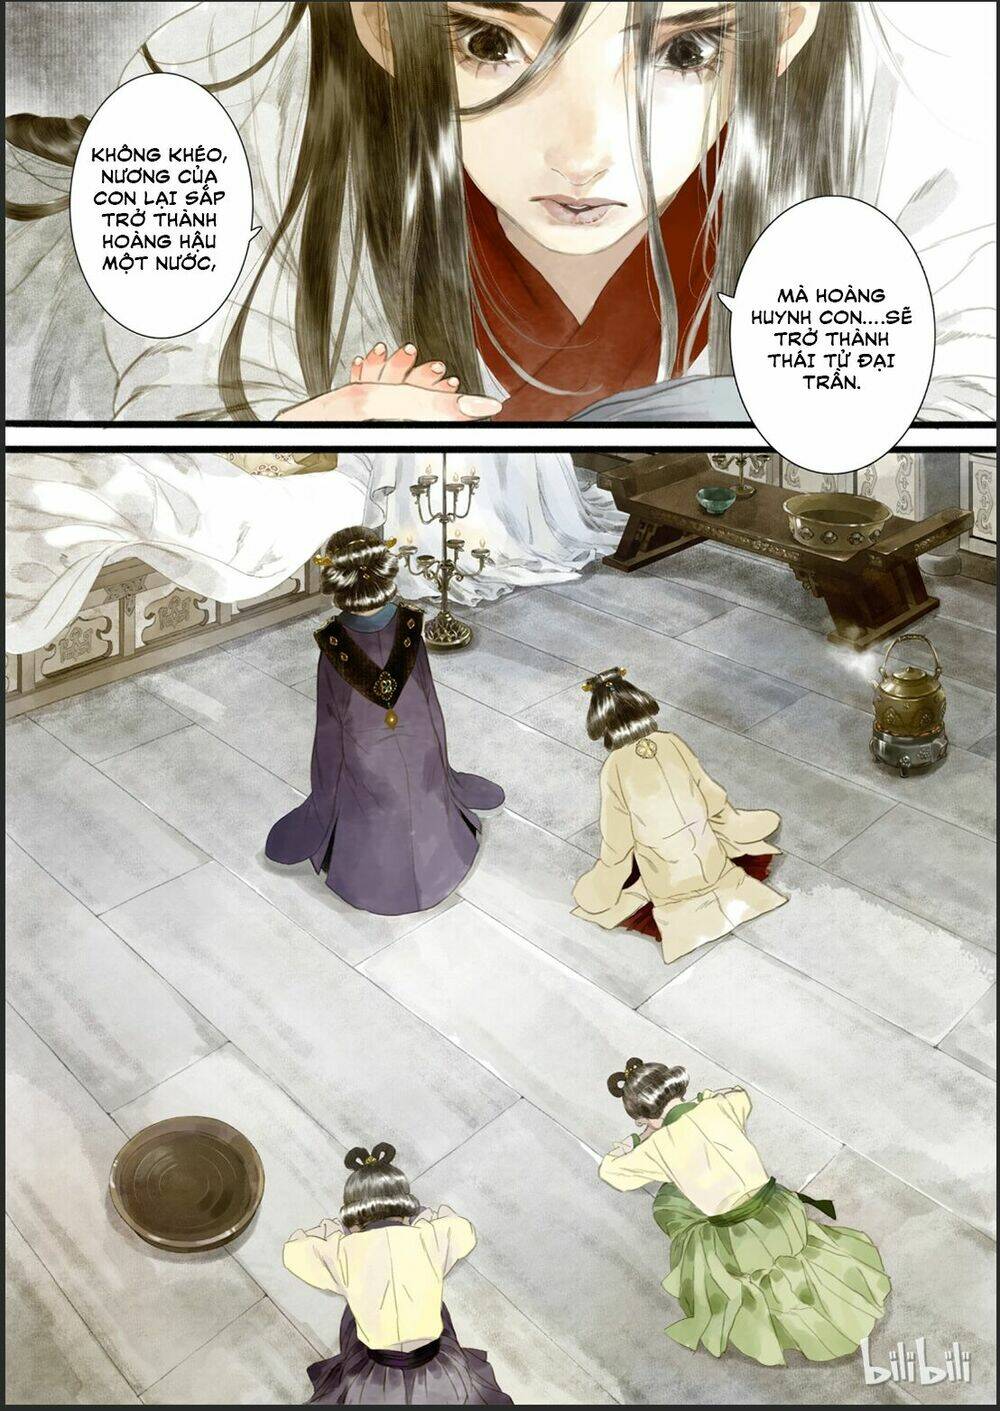 KHÔNG KHÉO,
NƯƠNG CỦA
CON LẠI SẮP
TRỞ THÀNH
HOÀNG HẬU
MỘT NƯỚC,
MÀ HOÀNG
HUYNH CON....SẼ
TRỞ THÀNH
THÁI TỬ ĐẠI
TRẦN.
bilibili